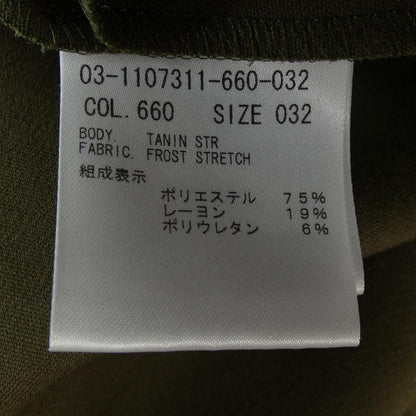 03-1107311-660-032
COL. 660 SIZE 032
BODY. TANIN STR
FABRIC. FROST STRETCH
組成表示
ポリエステル 75%
レーヨン 19%
ポリウレタン 6%